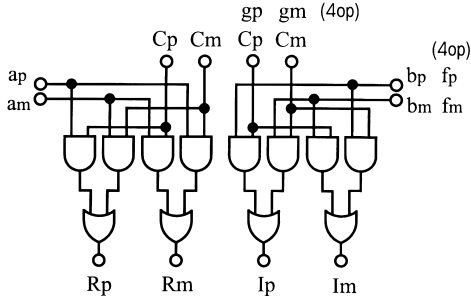 gp gm (4op)
Cp Cm Cp Cm
(4op)
ap bp fp
am bm fm
Rp Rm Ip Im